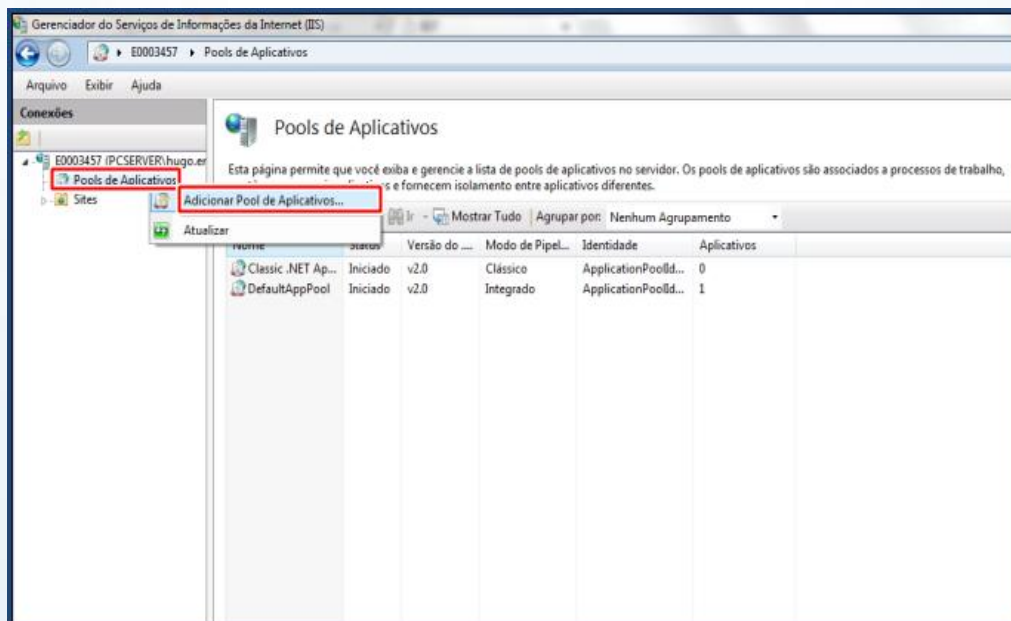 Gerenciador do Serviços de Informações da Internet (IIS)
E0003457 Pools de Aplicativos
Arquivo Exibir Ajuda
Conexões
E0003457 (PCSERVER\hugo.er
Pools de Aplicativos
Sites
Adicionar Pool de Aplicativos...
Atualizar
Pools de Aplicativos
Esta página permite que você exiba e gerencie a lista de pools de aplicativos no servidor. Os pools de aplicativos são associados a processos de trabalho,
e fornecem isolamento entre aplicativos diferentes.
Ir Mostrar Tudo Agrupar por: Nenhum Agrupamento
Nome Status Versão do .... Modo de Pipel... Identidade Aplicativos
Classic .NET Ap... Iniciado v2.0 Clássico ApplicationPoolId... 0
DefaultAppPool Iniciado v2.0 Integrado ApplicationPoolId... 1